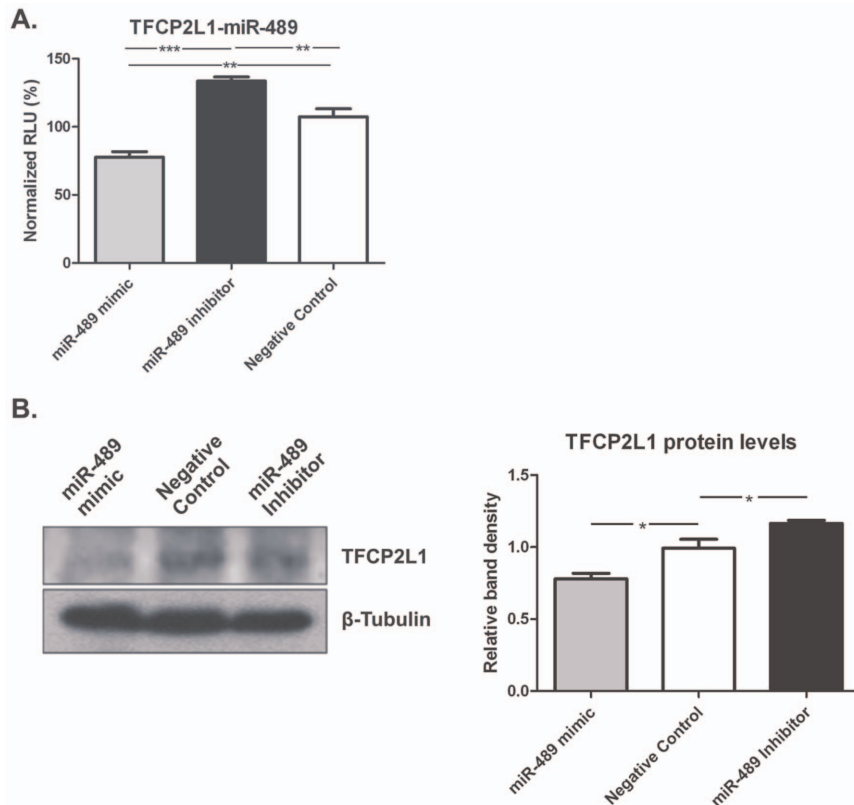 A.
TFCP2L1-miR-489
***
**
**
Normalized RLU (%)
150
100
50
0
miR-489 mimic
miR-489 inhibitor
Negative Control
B.
miR-489
mimic
Negative
Control
miR-489
Inhibitor
TFCP2L1
β-Tubulin
TFCP2L1 protein levels
*
*
Relative band density
1.5
1.0
0.5
0.0
miR-489 mimic
Negative Control
miR-489 Inhibitor